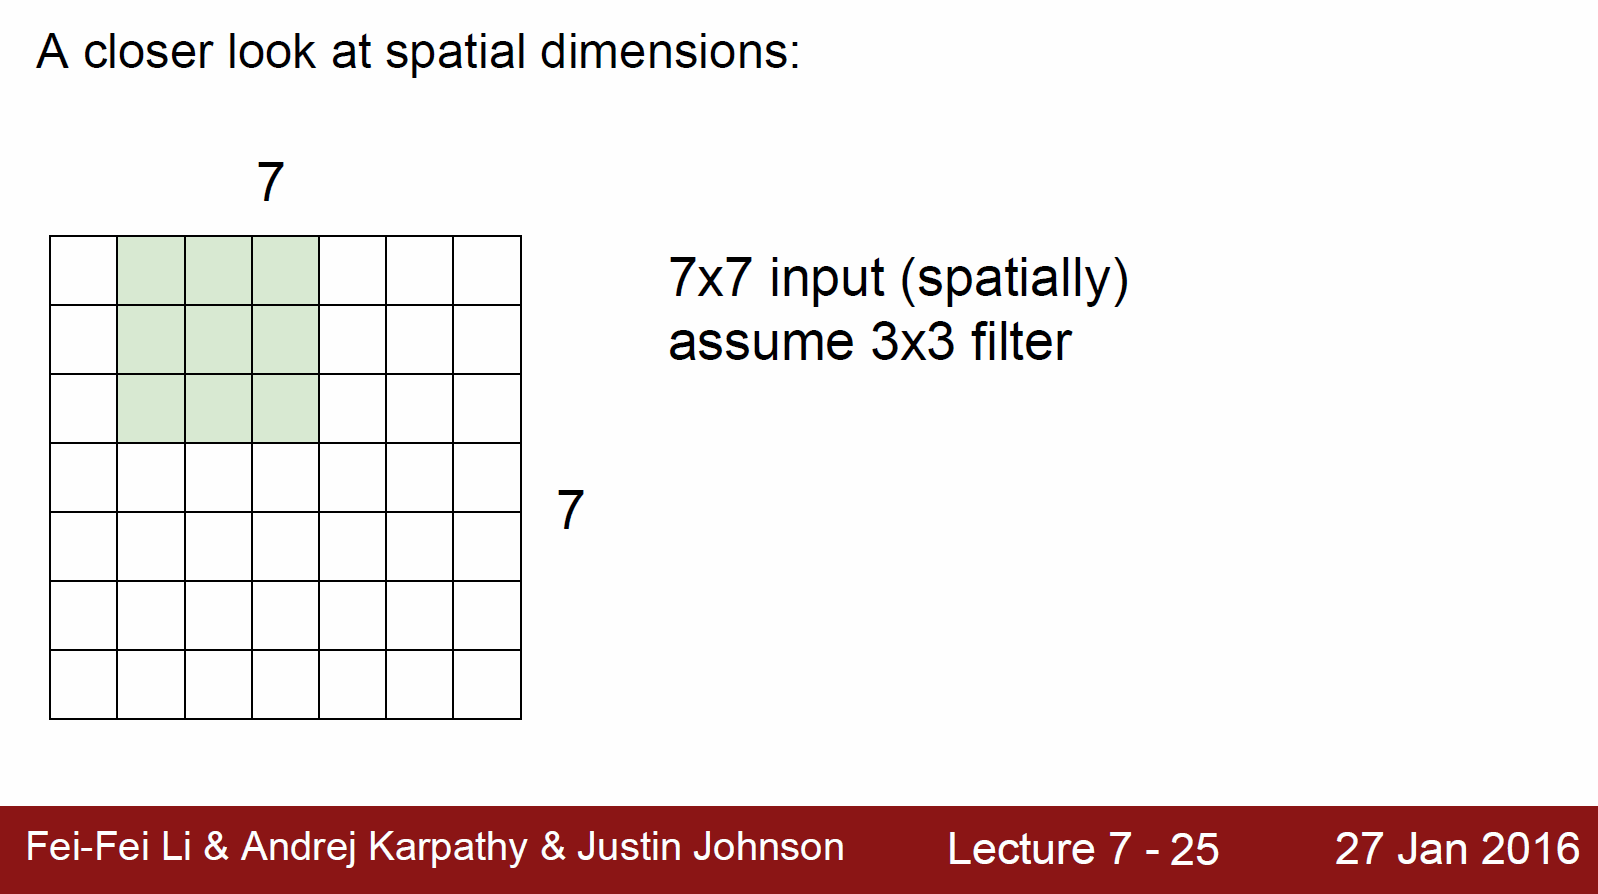 A closer look at spatial dimensions:
7
7x7 input (spatially)
assume 3x3 filter
7
Fei-Fei Li & Andrej Karpathy & Justin Johnson
Lecture 7 - 25
27 Jan 2016